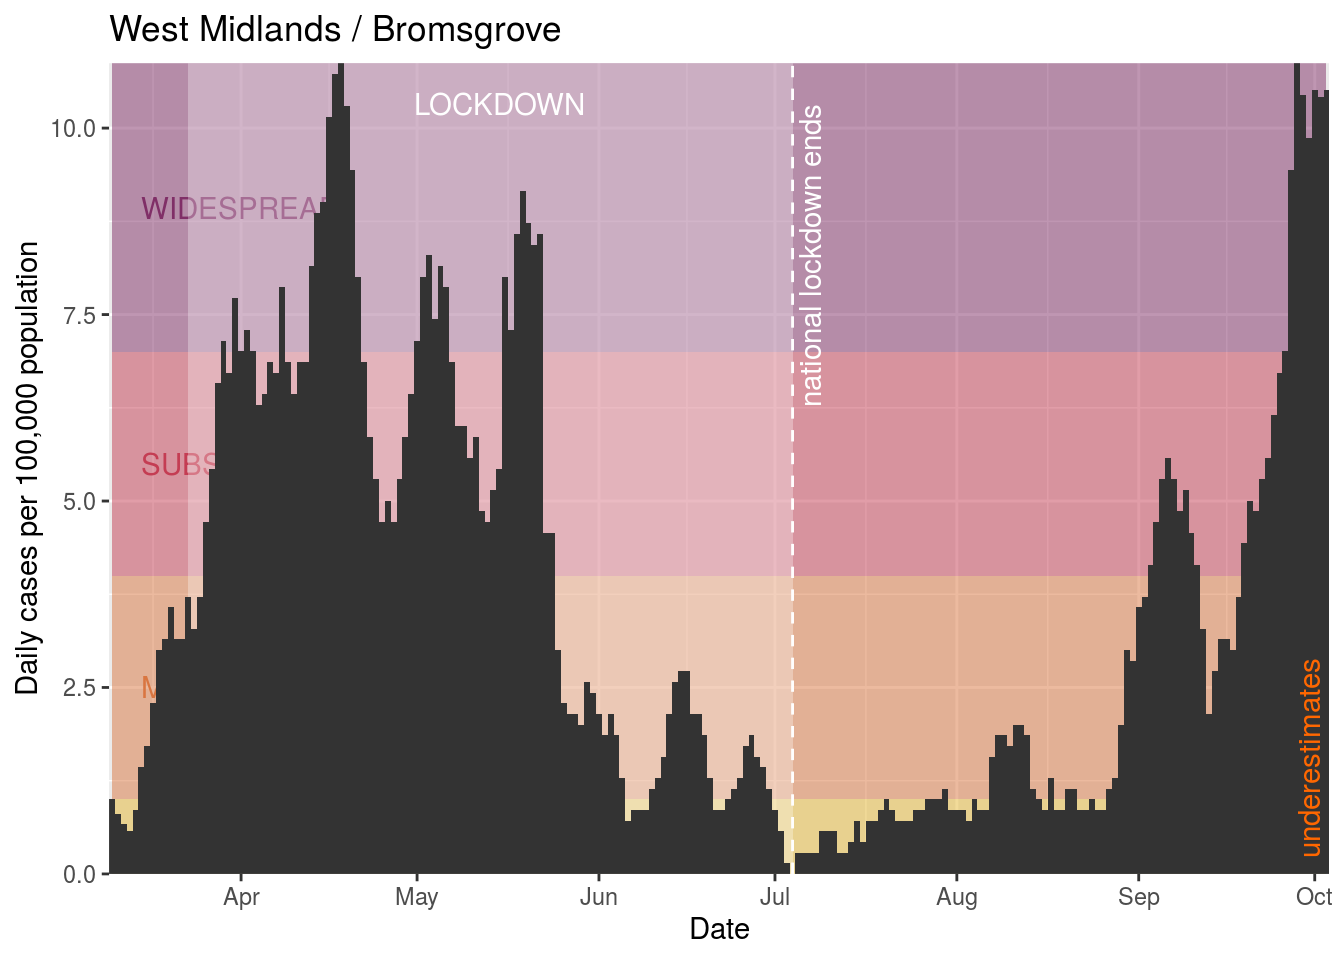 West Midlands / Bromsgrove
LOCKDOWN
national lockdown ends
WIDESPREA
SUBS
M
underestimates
Daily cases per 100,000 population
10.0
7.5
5.0
2.5
0.0
Apr
May
Jun
Jul
Aug
Sep
Oct
Date